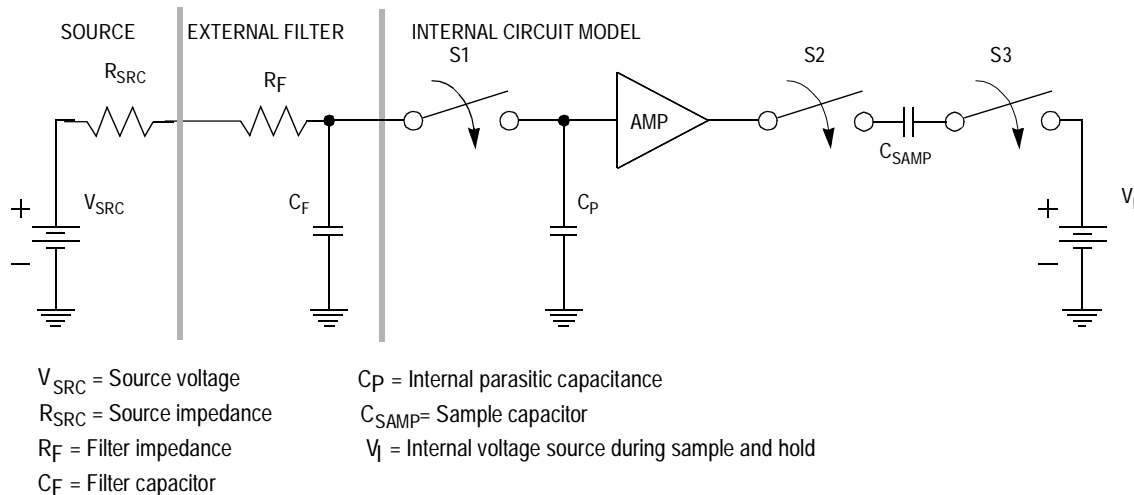 SOURCE
EXTERNAL FILTER
INTERNAL CIRCUIT MODEL
S1
S2
S3
RSRC
RF
AMP
CSAMP
+
VSRC
−
CF
CP
+
VI
−
VSRC = Source voltage
RSRC = Source impedance
RF = Filter impedance
CF = Filter capacitor
CP = Internal parasitic capacitance
CSAMP= Sample capacitor
VI = Internal voltage source during sample and hold